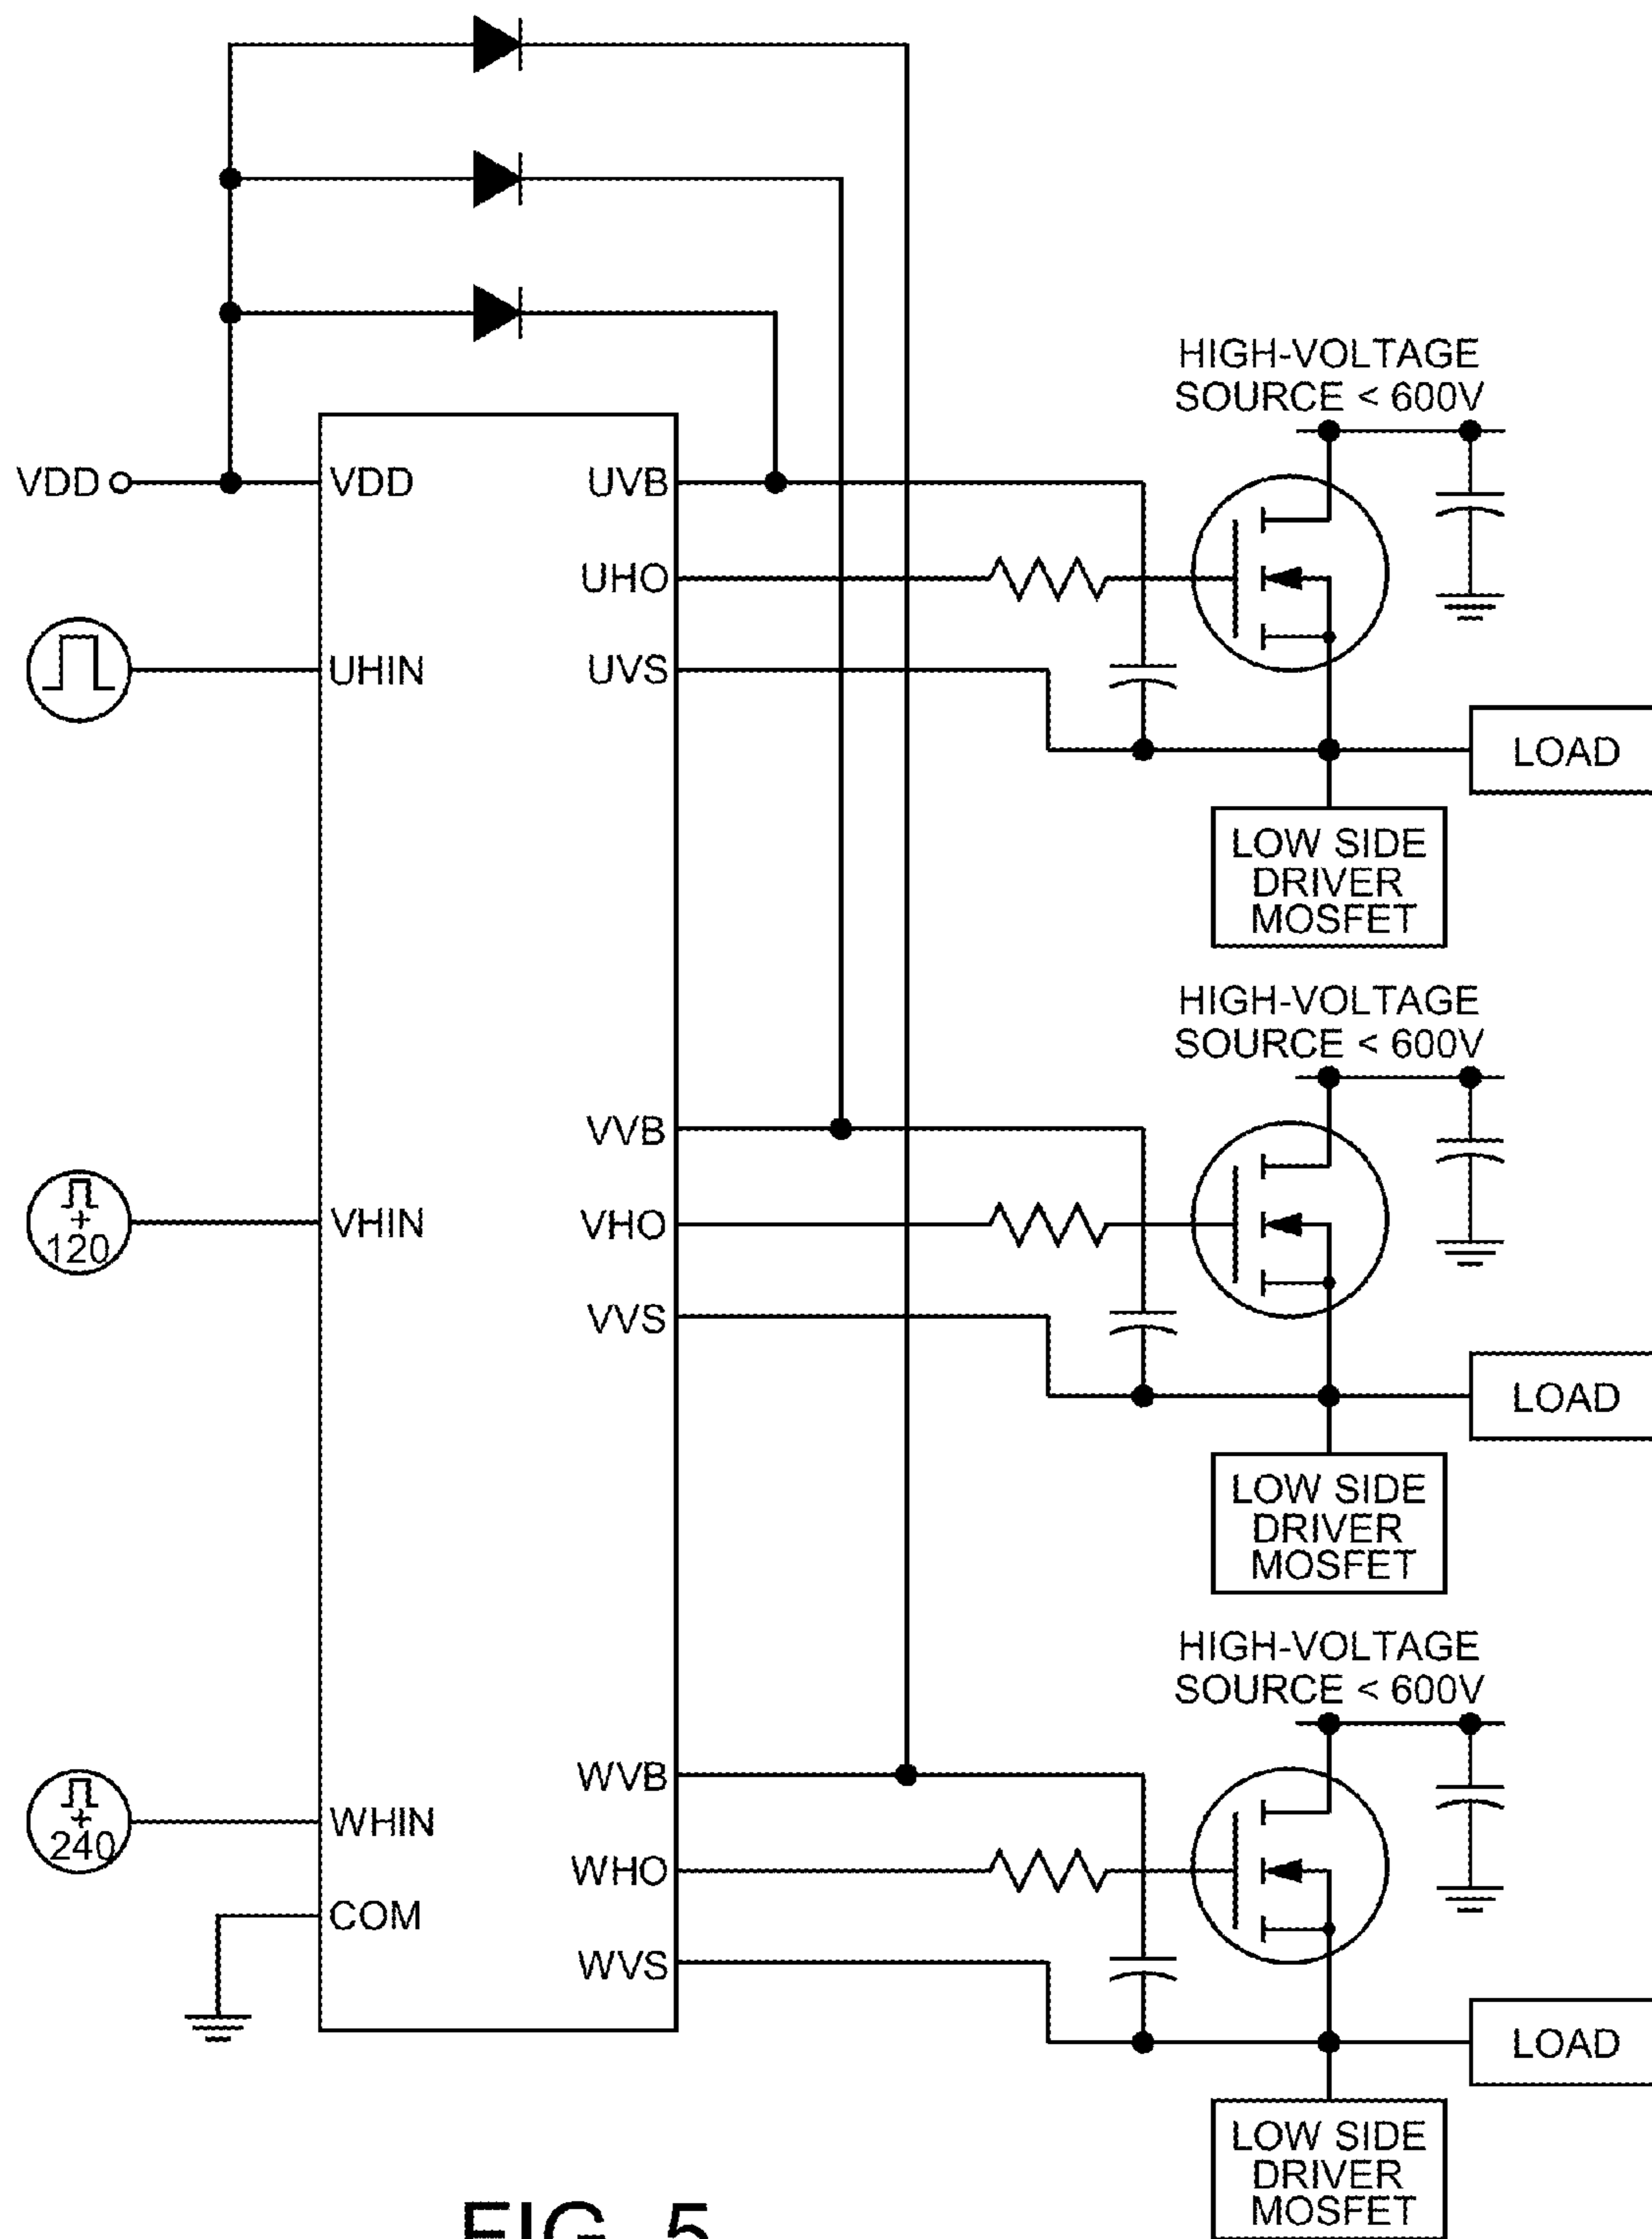 HIGH-VOLTAGE
SOURCE < 600V
VDD
VDD
UVB
UHO
UHIN
UVS
LOAD
LOW SIDE
DRIVER
MOSFET
HIGH-VOLTAGE
SOURCE < 600V
VVB
+
120
VHIN
VHO
VVS
LOAD
LOW SIDE
DRIVER
MOSFET
HIGH-VOLTAGE
SOURCE < 600V
WVB
+
240
WHIN
WHO
COM
WVS
LOAD
LOW SIDE
DRIVER
MOSFET
FIG. 5